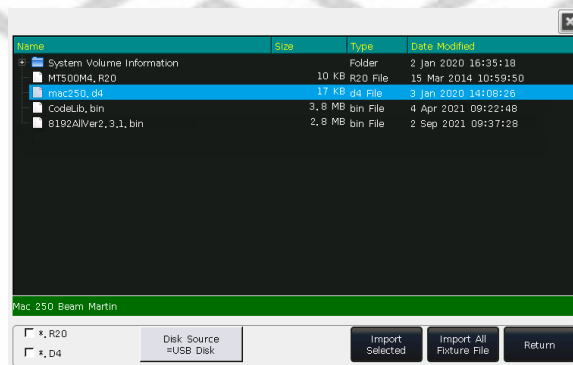 Name Size Type Date Modified
System Volume Information Folder 2 Jan 2020 16:35:18
MT500M4.R20 10 KB R20 File 15 Mar 2014 10:59:50
mac250.d4 17 KB d4 File 3 Jan 2020 14:08:26
CodeLib.bin 3.8 MB bin File 4 Apr 2021 09:22:48
8192AllVer2.3.1.bin 2.8 MB bin File 2 Sep 2021 09:37:28
Mac 250 Beam Martin
*.R20
*.D4
Disk Source
=USB Disk
Import
Selected
Import All
Fixture File
Return